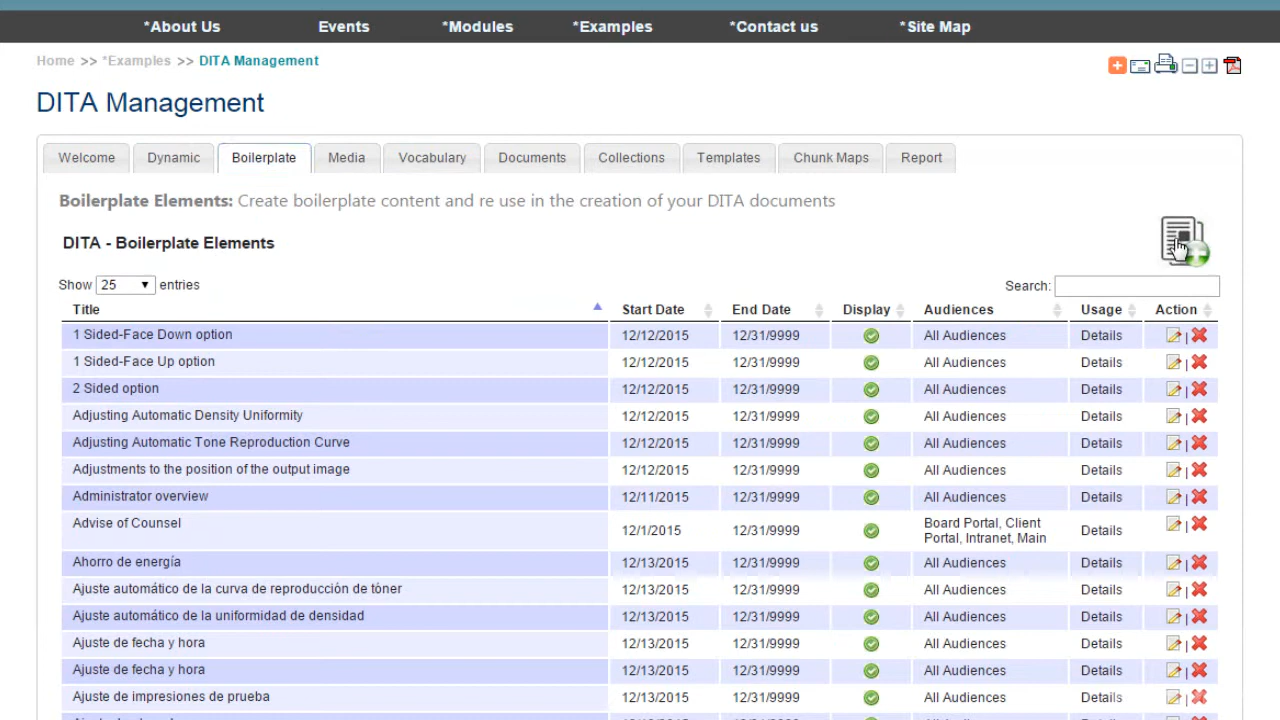 *About Us Events *Modules *Examples *Contact us *Site Map
Home >> *Examples >> DITA Management
DITA Management
Welcome Dynamic Boilerplate Media Vocabulary Documents Collections Templates Chunk Maps Report
Boilerplate Elements: Create boilerplate content and re use in the creation of your DITA documents
DITA - Boilerplate Elements
Show 25 entries Search:
Title Start Date End Date Display Audiences Usage Action
1 Sided-Face Down option 12/12/2015 12/31/9999 All Audiences Details |
1 Sided-Face Up option 12/12/2015 12/31/9999 All Audiences Details |
2 Sided option 12/12/2015 12/31/9999 All Audiences Details |
Adjusting Automatic Density Uniformity 12/12/2015 12/31/9999 All Audiences Details |
Adjusting Automatic Tone Reproduction Curve 12/12/2015 12/31/9999 All Audiences Details |
Adjustments to the position of the output image 12/12/2015 12/31/9999 All Audiences Details |
Administrator overview 12/11/2015 12/31/9999 All Audiences Details |
Advise of Counsel 12/1/2015 12/31/9999 Board Portal, Client Details |
Portal, Intranet, Main
Ahorro de energía 12/13/2015 12/31/9999 All Audiences Details |
Ajuste automático de la curva de reproducción de tóner 12/13/2015 12/31/9999 All Audiences Details |
Ajuste automático de la uniformidad de densidad 12/13/2015 12/31/9999 All Audiences Details |
Ajuste de fecha y hora 12/13/2015 12/31/9999 All Audiences Details |
Ajuste de fecha y hora 12/13/2015 12/31/9999 All Audiences Details |
Ajuste de impresiones de prueba 12/13/2015 12/31/9999 All Audiences Details |